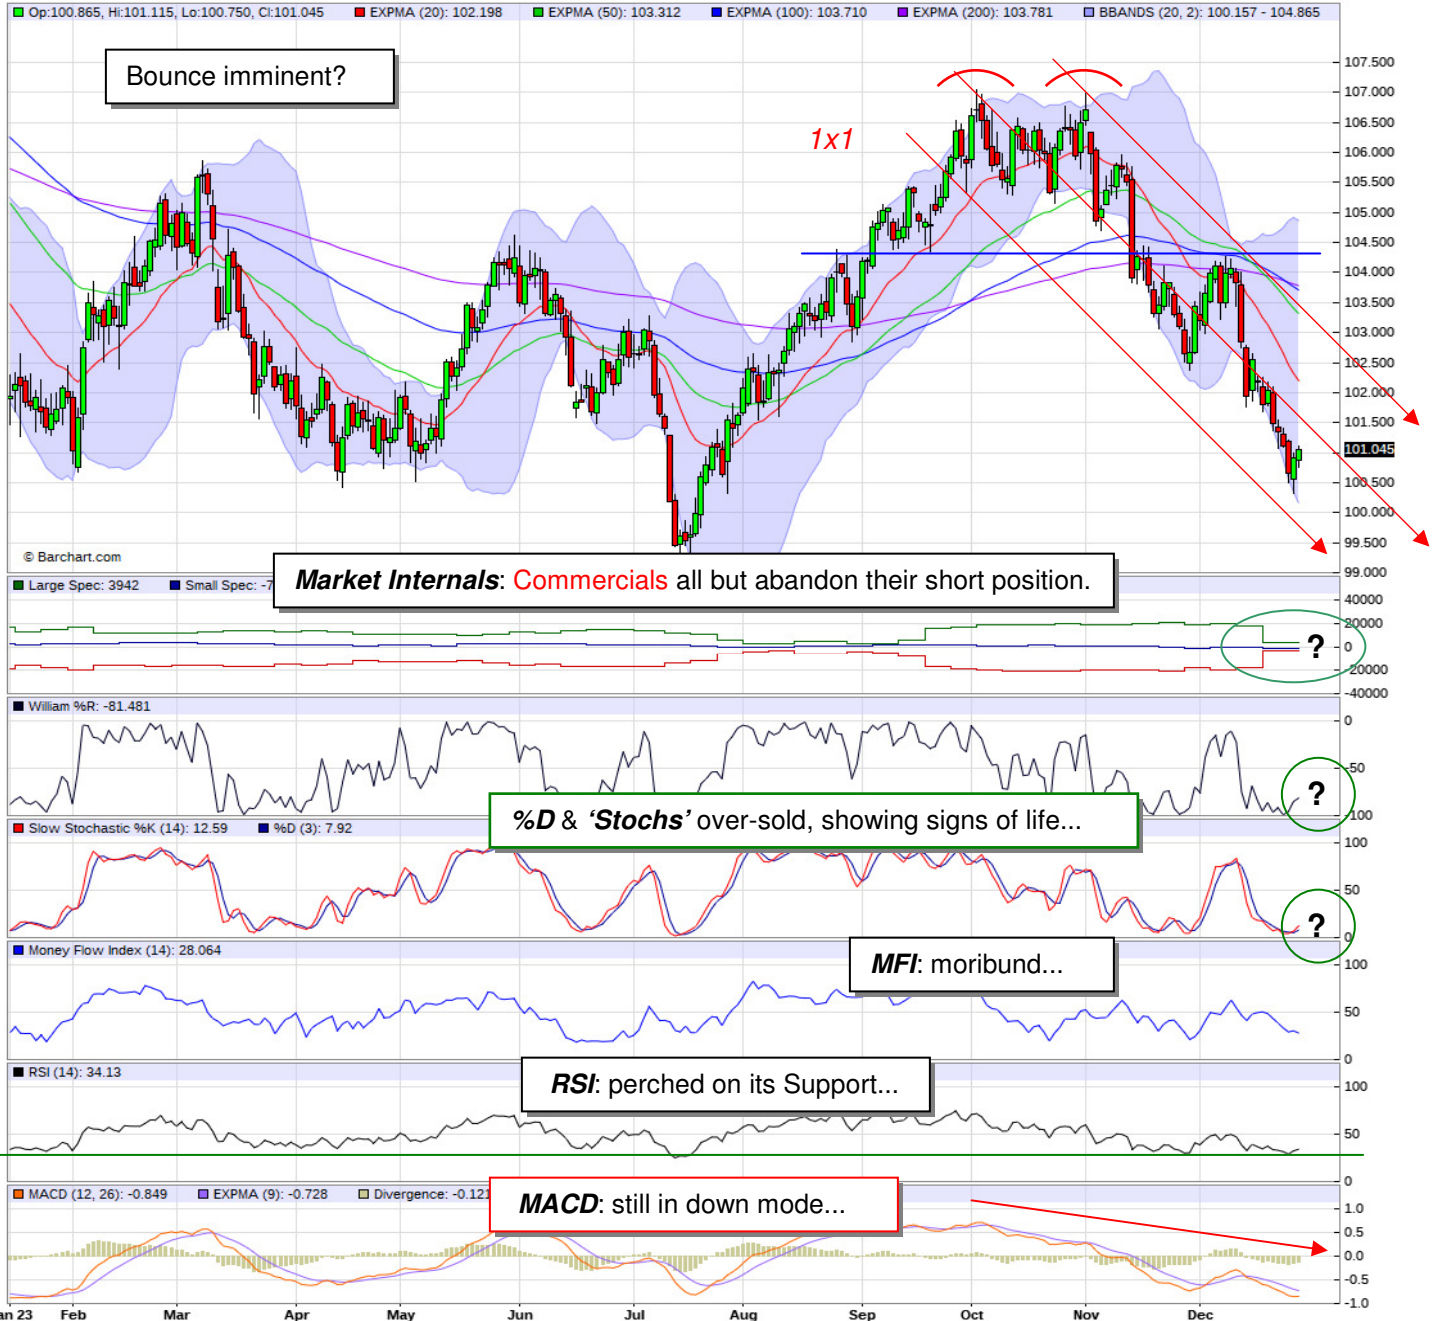 Op:100.865, Hi:101.115, Lo:100.750, Cl:101.045 EXPMA (20): 102.198 EXPMA (50): 103.312 EXPMA (100): 103.710 EXPMA (200): 103.781 BBANDS (20, 2): 100.157 - 104.865
Bounce imminent?
1x1
107.500
107.000
106.500
106.000
105.500
105.000
104.500
104.000
103.500
103.000
102.500
102.000
101.500
101.045
100.500
100.000
99.500
99.000
© Barchart.com
Market Internals: Commercials all but abandon their short position.
Large Spec: 3942 Small Spec: -7
40000
20000
0
-20000
-40000
?
William %R: -81.481
0
-50
-100
?
%D & ‘Stochs’ over-sold, showing signs of life...
Slow Stochastic %K (14): 12.59 %D (3): 7.92
100
50
0
?
Money Flow Index (14): 28.064
MFI: moribund...
100
50
0
RSI (14): 34.13
RSI: perched on its Support...
100
50
0
MACD (12, 26): -0.849 EXPMA (9): -0.728 Divergence: -0.121
MACD: still in down mode...
1.0
0.5
0.0
-0.5
-1.0
an 23 Feb Mar Apr May Jun Jul Aug Sep Oct Nov Dec